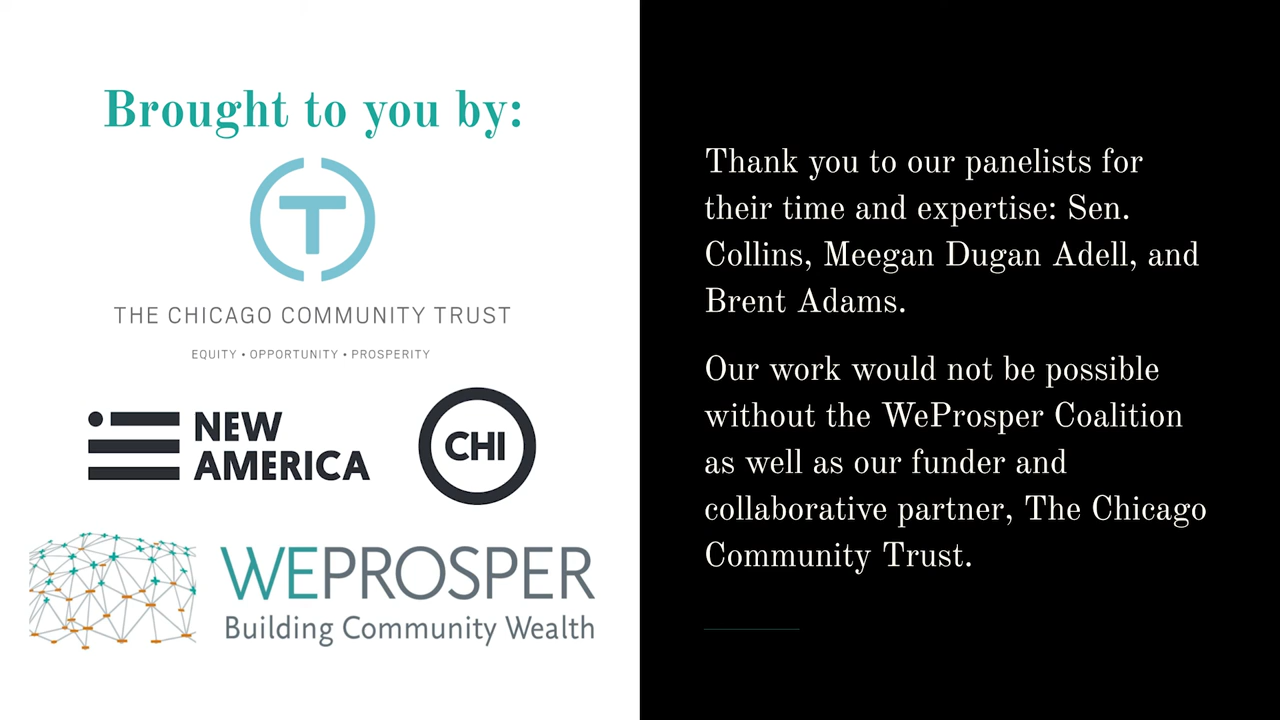 Brought to you by:
T
THE CHICAGO COMMUNITY TRUST
EQUITY • OPPORTUNITY • PROSPERITY
NEW
AMERICA
CHI
WEPROSPER
Building Community Wealth
Thank you to our panelists for
their time and expertise: Sen.
Collins, Meegan Dugan Adell, and
Brent Adams.
Our work would not be possible
without the WeProsper Coalition
as well as our funder and
collaborative partner, The Chicago
Community Trust.